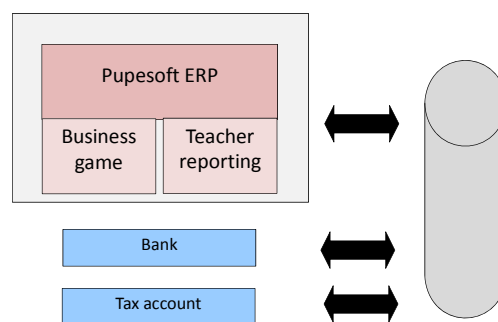 Pupesoft ERP
Business
game
Teacher
reporting
Bank
Tax account